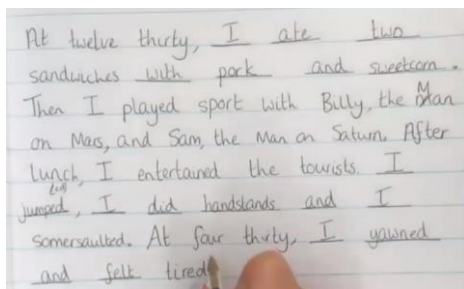 At twelve thirty, I ate two
sandwiches with pork and sweetcorn.
Then I played sport with Billy, the Man
on Mars, and Sam, the Man on Saturn. After
lunch, I entertained the tourists. I
jumped, I did handstands and I
somersaulted. At four thirty, I yawned
and felt tired